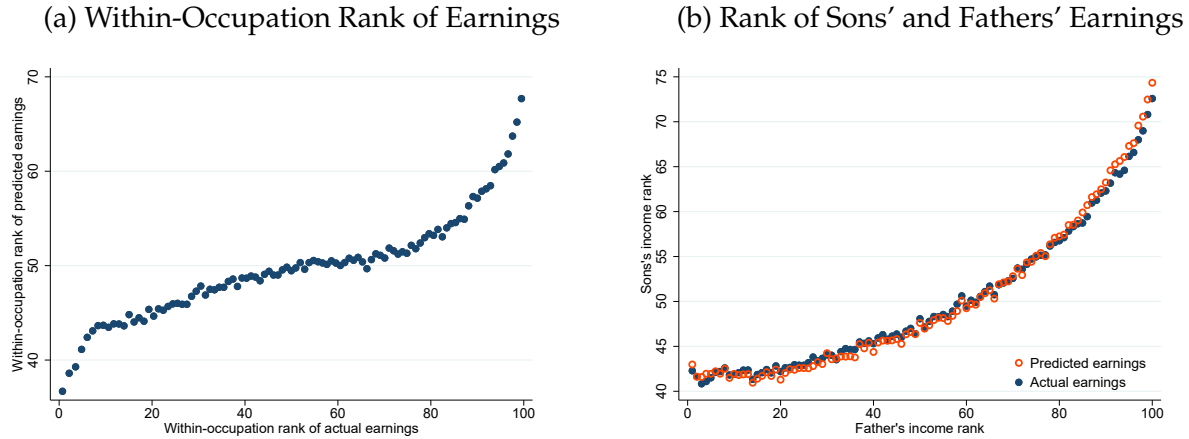 (a) Within-Occupation Rank of Earnings
Within-occupation rank of predicted earnings
70
60
50
40
0 20 40 60 80 100
Within-occupation rank of actual earnings
(b) Rank of Sons’ and Fathers’ Earnings
Sons's income rank
75
70
65
60
55
50
45
40
Predicted earnings
Actual earnings
0 20 40 60 80 100
Father's income rank